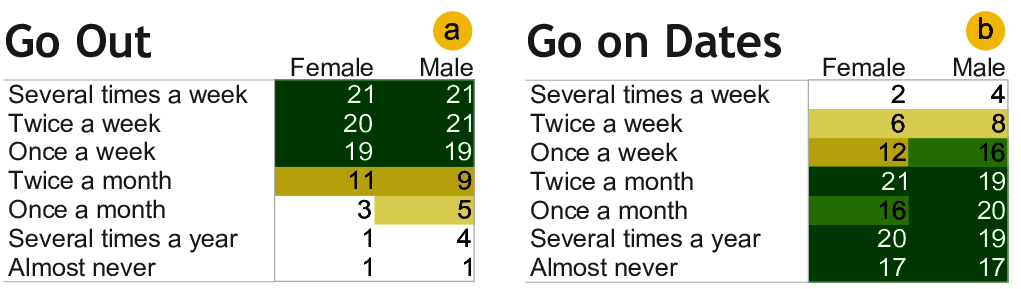 Go Out a
Female Male
Several times a week 21 21
Twice a week 20 21
Once a week 19 19
Twice a month 11 9
Once a month 3 5
Several times a year 1 4
Almost never 1 1
Go on Dates b
Female Male
Several times a week 2 4
Twice a week 6 8
Once a week 12 16
Twice a month 21 19
Once a month 16 20
Several times a year 20 19
Almost never 17 17